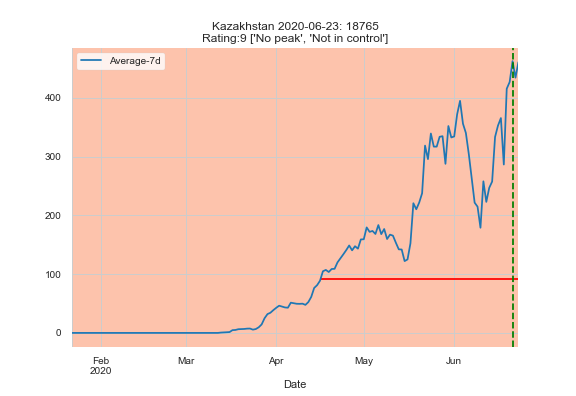 Kazakhstan 2020-06-23: 18765
Rating:9 ['No peak', 'Not in control']
Average-7d
400
300
200
100
0
Feb
2020
Mar
Apr
May
Jun
Date